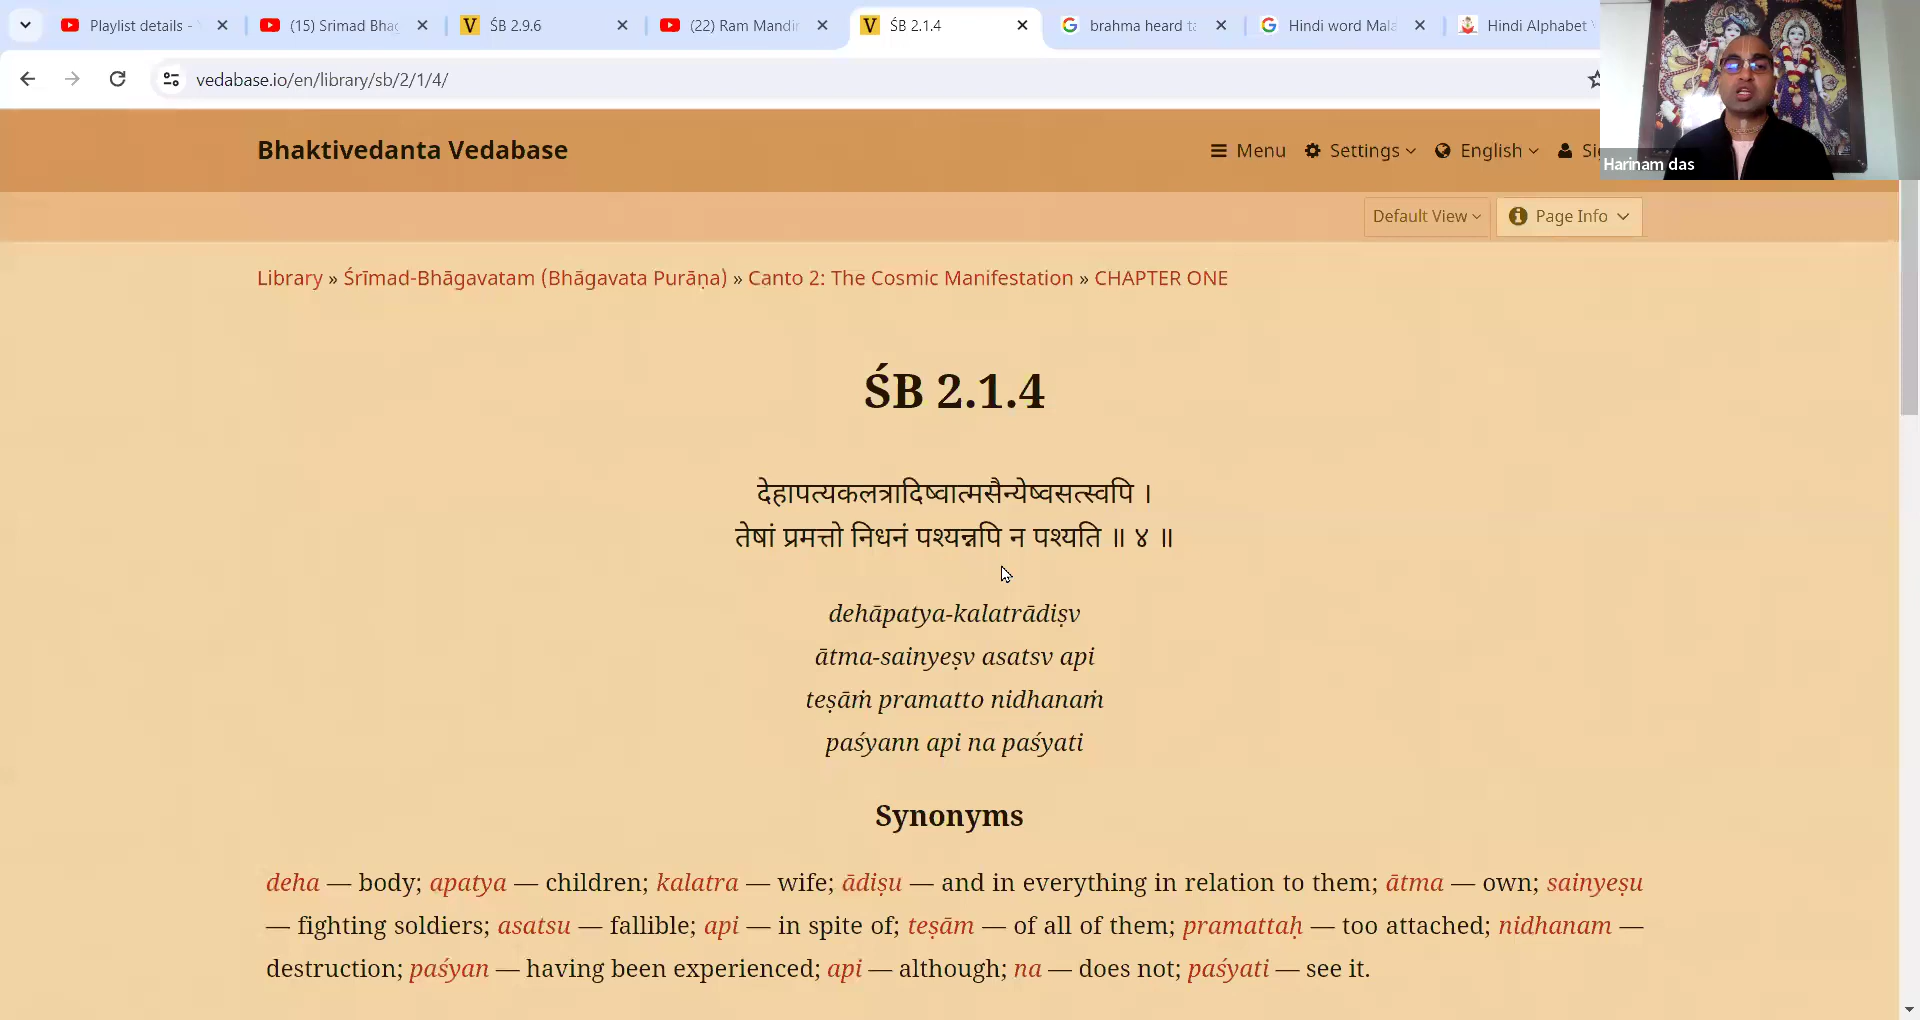 Playlist details -
(15) Srimad Bhag
ŚB 2.9.6
(22) Ram Mandir
ŚB 2.1.4
brahma heard ta
Hindi word Mala
Hindi Alphabet
vedabase.io/en/library/sb/2/1/4/
Harinam das
Bhaktivedanta Vedabase
Menu Settings English
Default View Page Info
Library » Śrīmad-Bhāgavatam (Bhāgavata Purāṇa) » Canto 2: The Cosmic Manifestation » CHAPTER ONE
ŚB 2.1.4
देहापत्यकलत्रादिष्वात्मसैन्येष्वसत्स्वपि ।
तेषां प्रमत्तो निधनं पश्यन्नपि न पश्यति ॥ ४ ॥
dehāpatya-kalatrādiṣv
ātma-sainyeṣv asatsv api
teṣāṁ pramatto nidhanaṁ
paśyann api na paśyati
Synonyms
deha — body; apatya — children; kalatra — wife; ādiṣu — and in everything in relation to them; ātma — own; sainyeṣu
— fighting soldiers; asatsu — fallible; api — in spite of; teṣām — of all of them; pramattaḥ — too attached; nidhanam —
destruction; paśyan — having been experienced; api — although; na — does not; paśyati — see it.